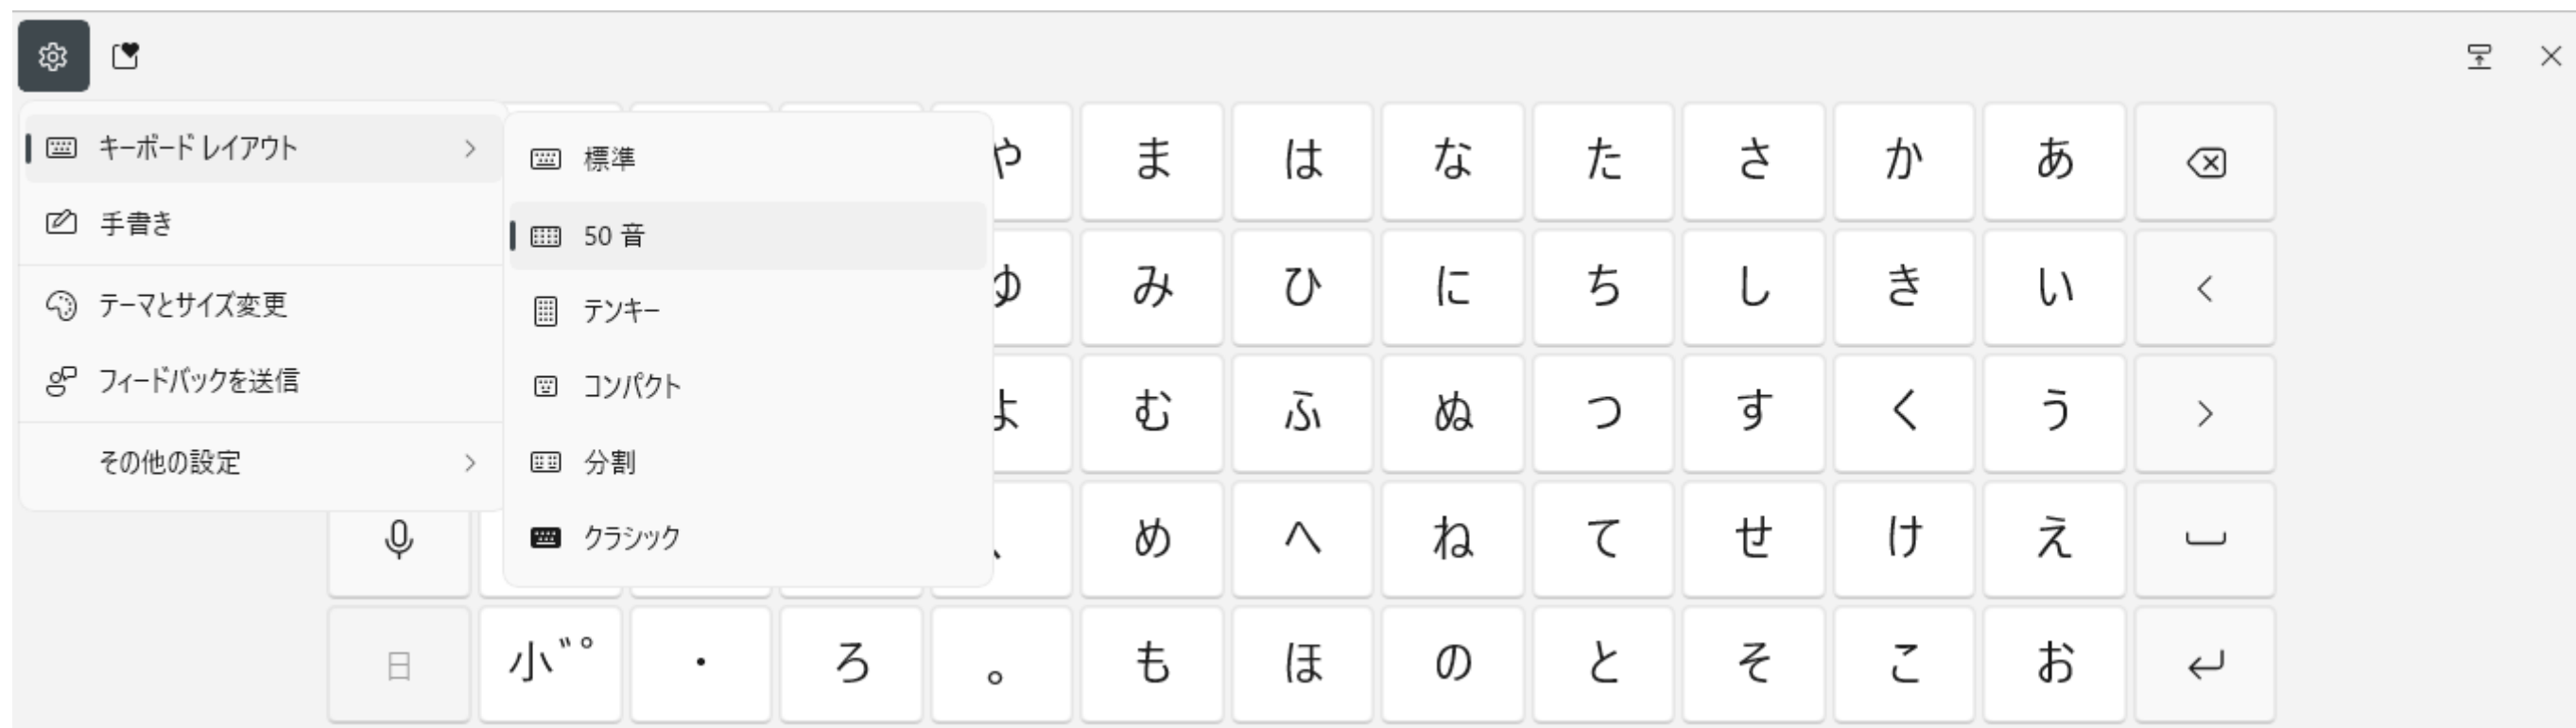 キーボード レイアウト
手書き
テーマとサイズ変更
フィードバックを送信
その他の設定
標準
50 音
テンキー
コンパクト
分割
クラシック
や ま は な た さ か あ
ゆ み ひ に ち し き い <
よ む ふ ぬ つ す く う >
、 め へ ね て せ け え
日 小゛゜ ・ ろ 。 も ほ の と そ こ お